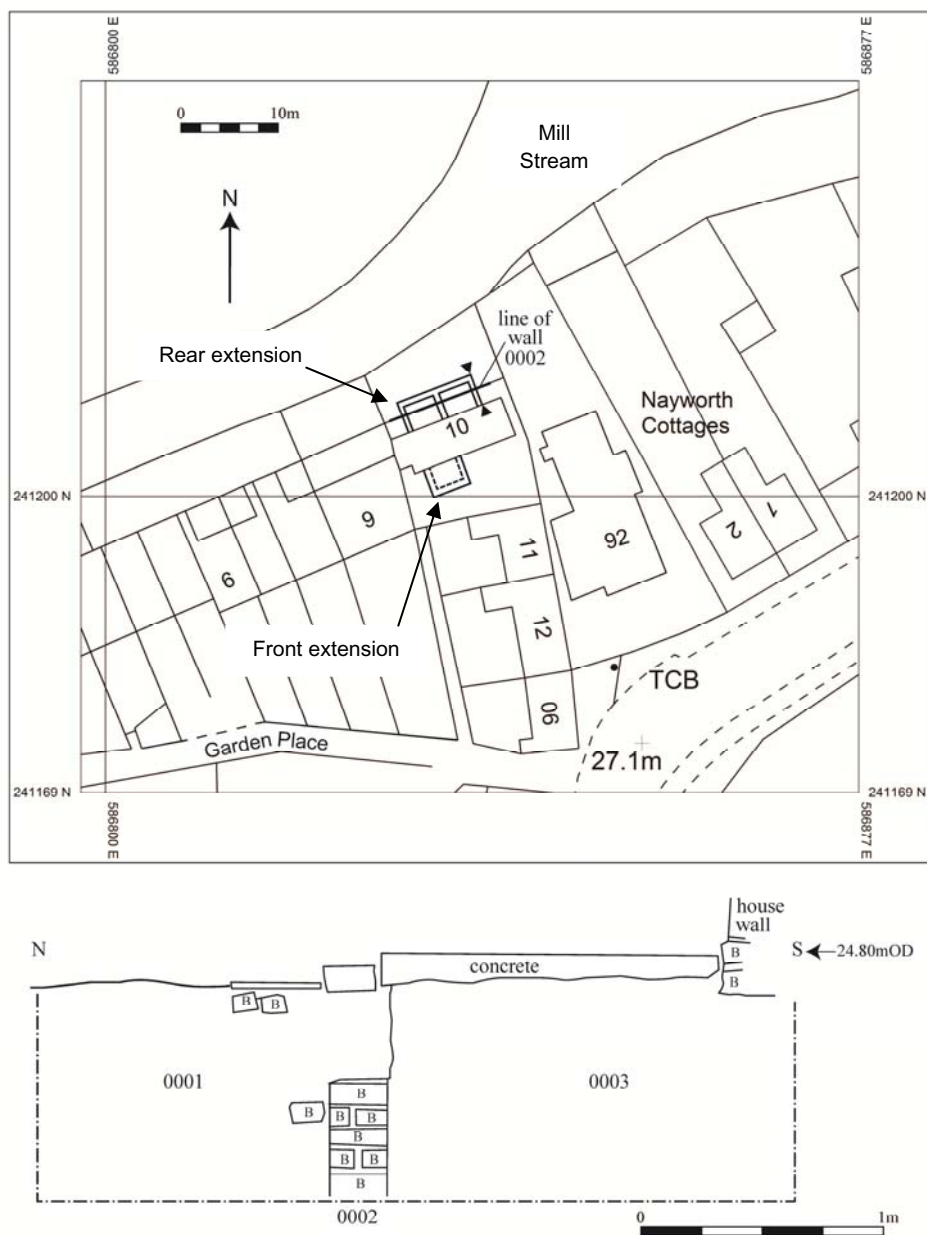 586800 E
586877 E
0 10m
Mill
Stream
N
line of
wall
0002
Rear extension
10
Nayworth
Cottages
241200 N
241200 N
9
92
1
2
6
11
Front extension
12
TCB
90
Garden Place
27.1m
241169 N
241169 N
586800 E
586877 E
house
wall
N
S
24.80mOD
concrete
B
B
B
B
0001
0003
B
B
B
B
B
B
B
B
0002
0 1m